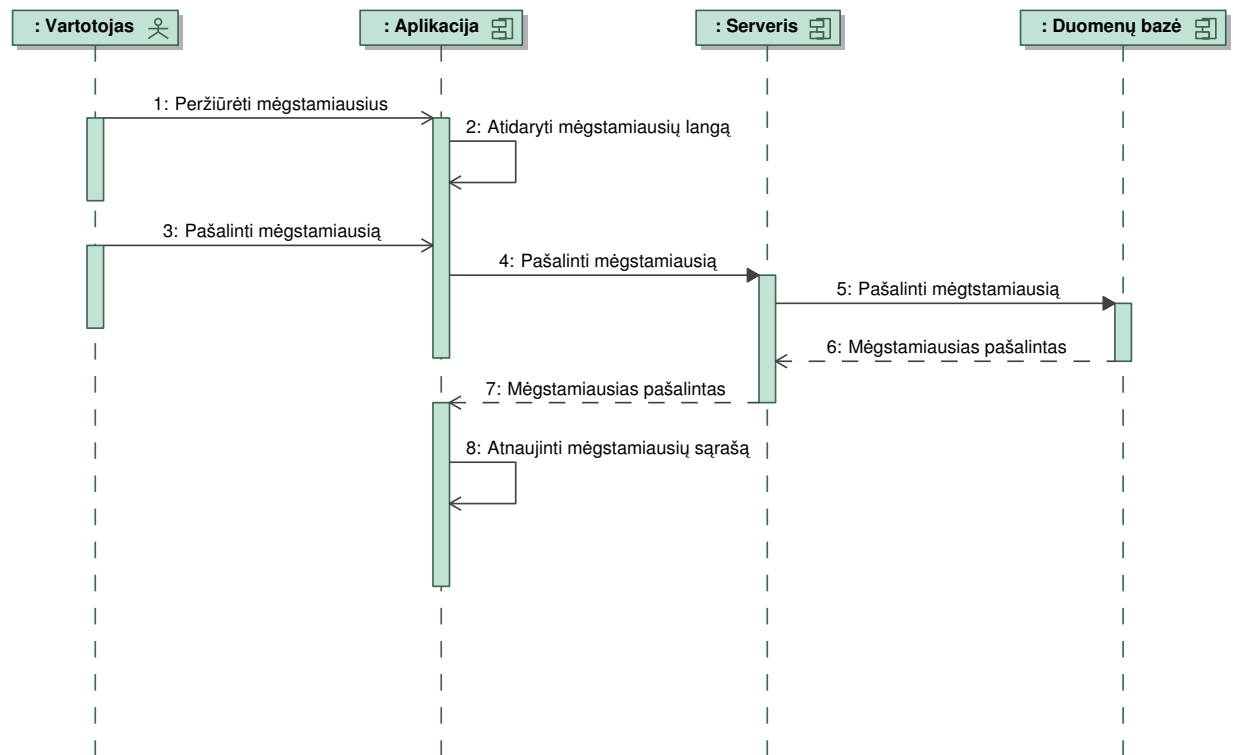 : Vartotojas
: Aplikacija
: Serveris
: Duomenų bazė
1: Peržiūrėti mėgstamiausius
2: Atidaryti mėgstamiausių langą
3: Pašalinti mėgstamiausią
4: Pašalinti mėgstamiausią
5: Pašalinti mėgtstamiausią
6: Mėgstamiausias pašalintas
7: Mėgstamiausias pašalintas
8: Atnaujinti mėgstamiausių sąrašą